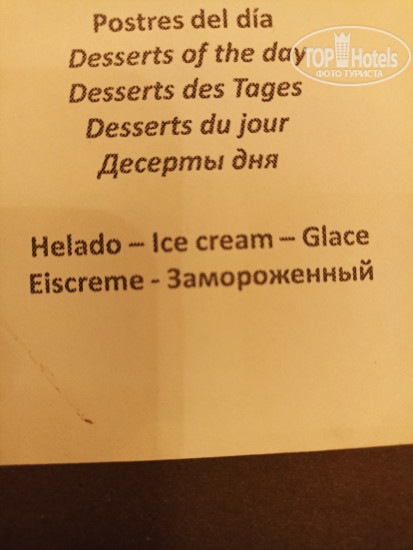 Postres del día
Desserts of the day
Desserts des Tages
Desserts du jour
Десерты дня
Helado – Ice cream – Glace
Eiscreme - Замороженный
TOP Hotels
ФОТО ТУРИСТА